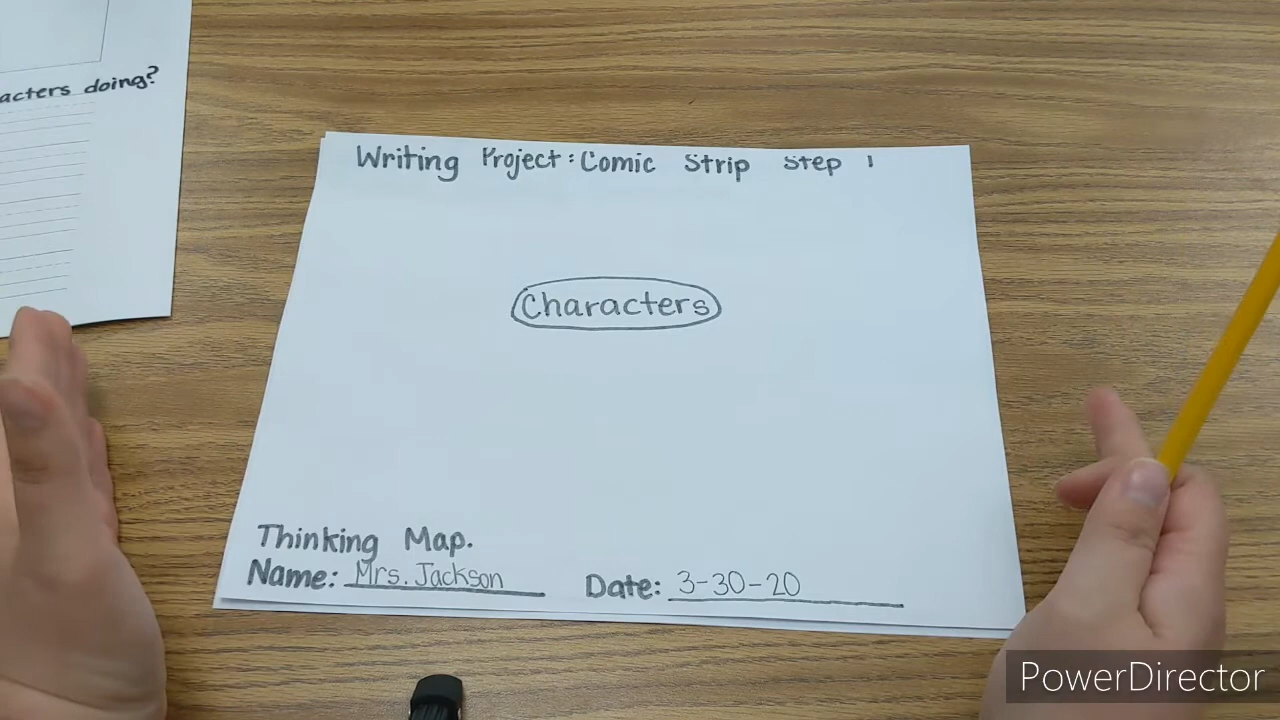 acters doing?
Writing Project: Comic Strip Step 1
Characters
Thinking Map.
Name: Mrs. Jackson Date: 3-30-20
PowerDirector